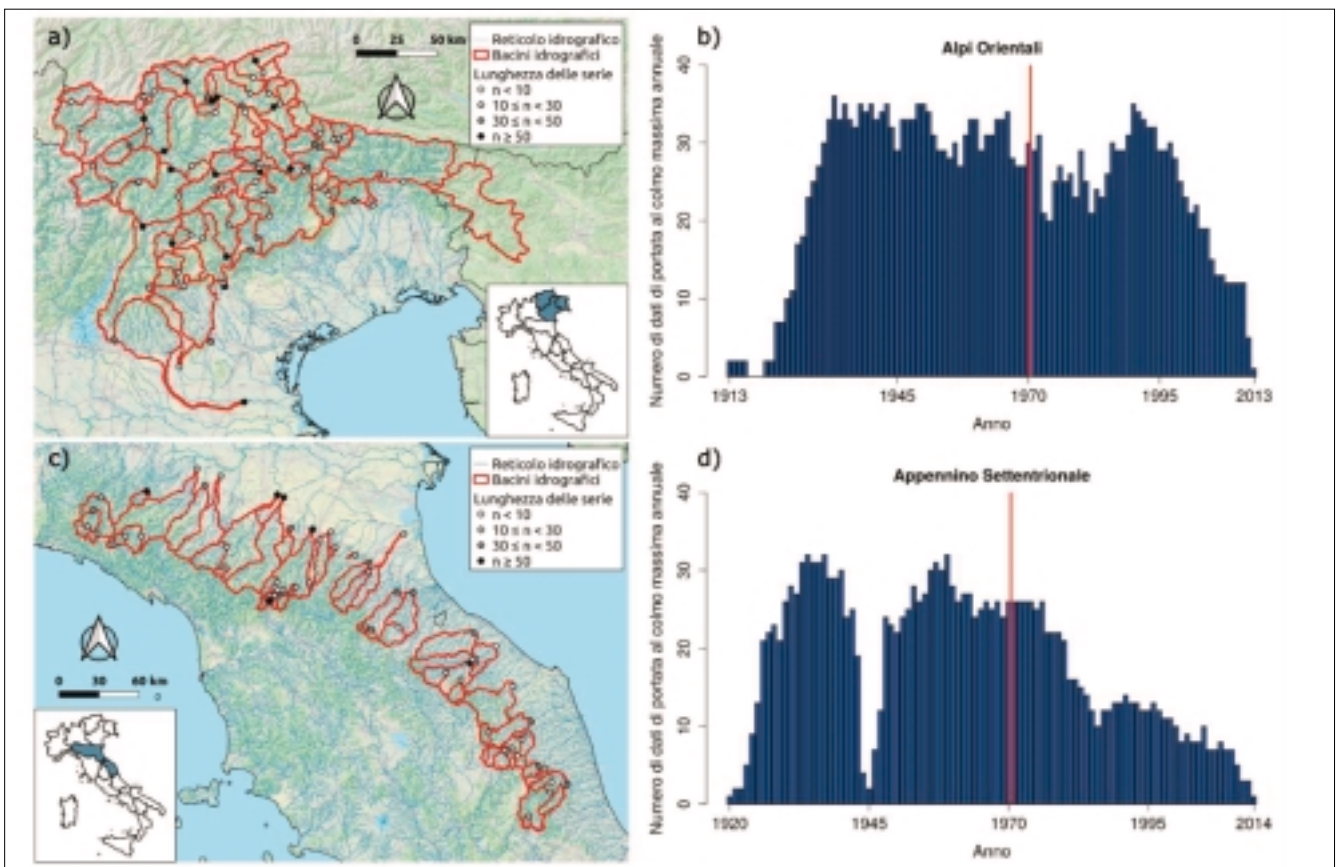 a)
0 25 50 km
Reticolo idrografico
Bacini idrografici
Lunghezza delle serie
n < 10
10 ≤ n < 30
30 ≤ n < 50
n ≥ 50
b)
Alpi Orientali
Numero di dati di portata al colmo massima annuale
40
30
20
10
0
1913 1945 1970 1995 2013
Anno
c)
Reticolo idrografico
Bacini idrografici
Lunghezza delle serie
n < 10
10 ≤ n < 30
30 ≤ n < 50
n ≥ 50
0 30 60 km
d)
Appennino Settentrionale
Numero di dati di portata al colmo massima annuale
40
30
20
10
0
1920 1945 1970 1995 2014
Anno